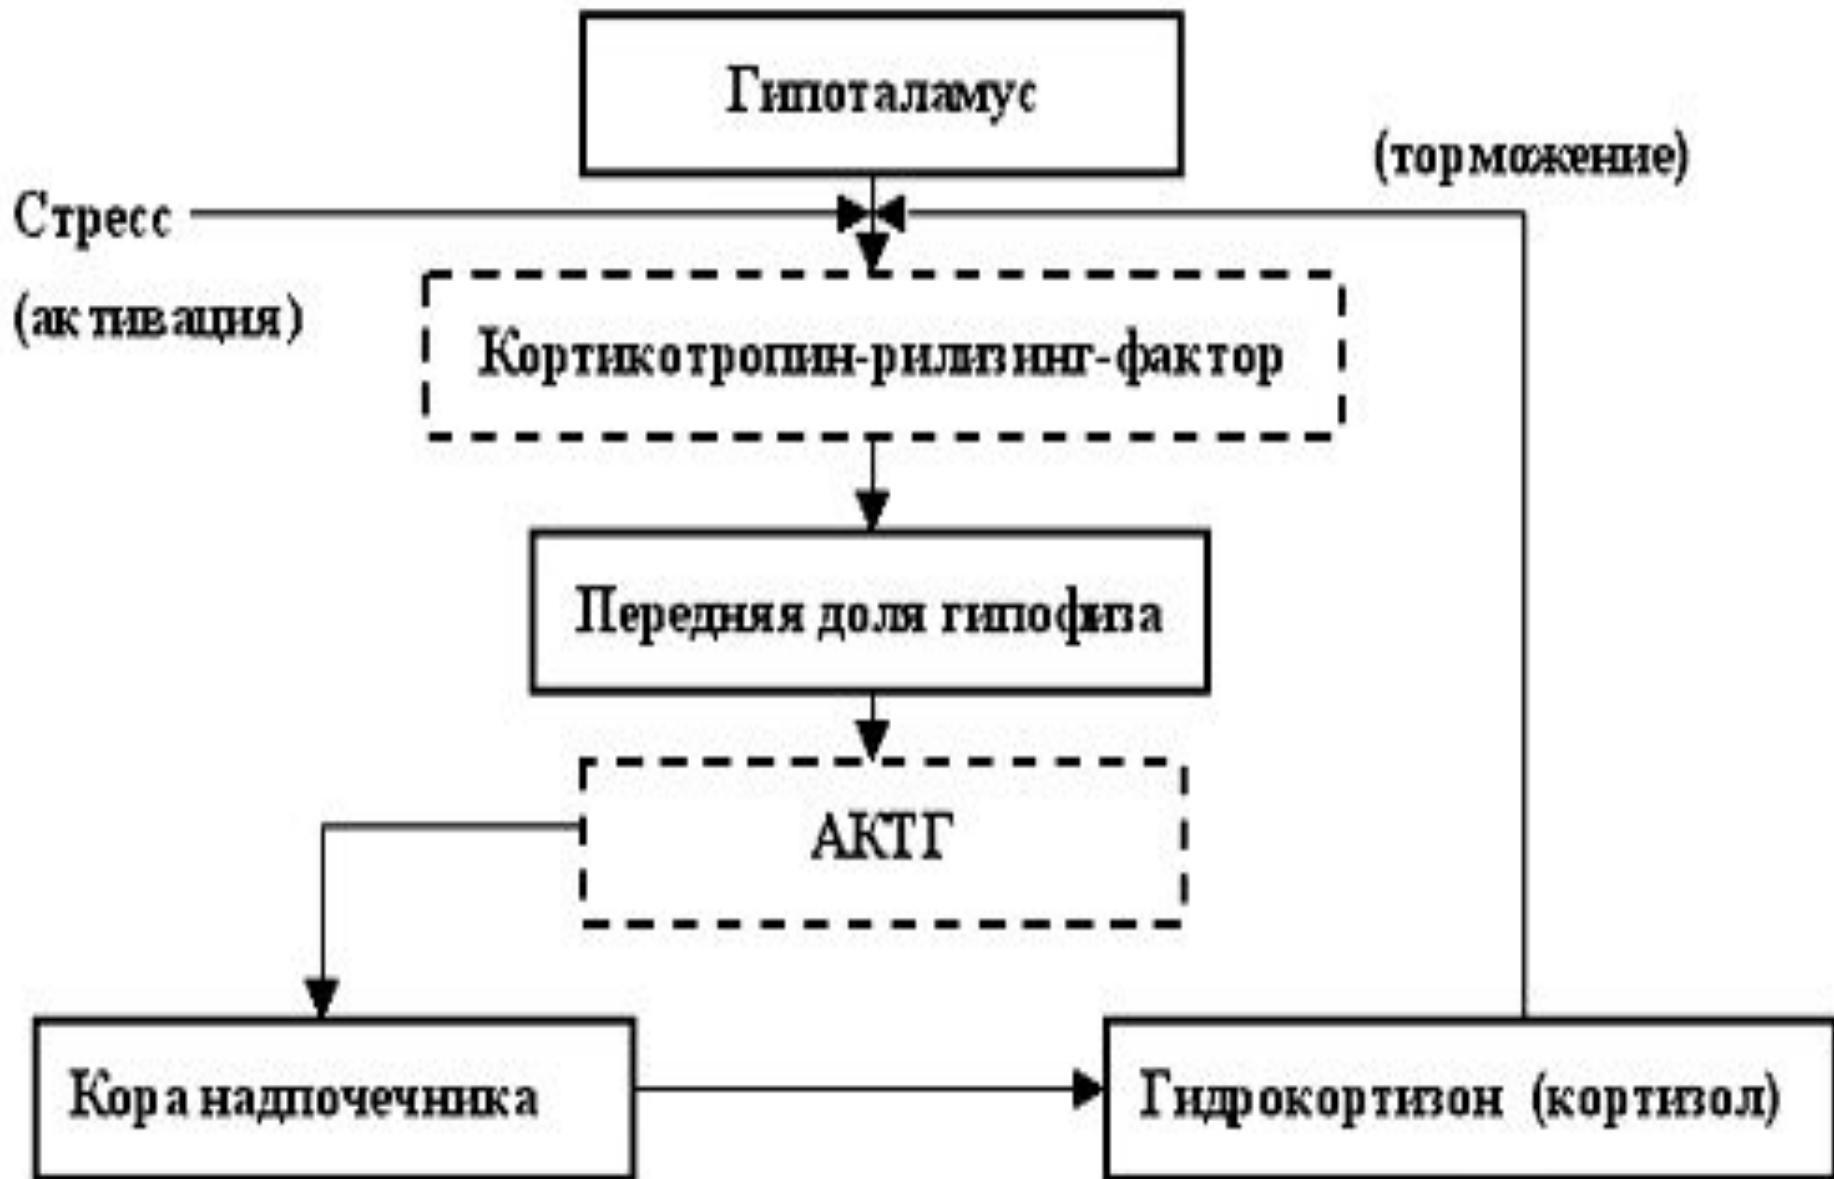 Гипоталамус
(торможение)
Стресс
(активация)
Кортикотропин-рилизинг-фактор
Передняя доля гипофиза
АКТГ
Кора надпочечника
Гидрокортизон (кортизол)